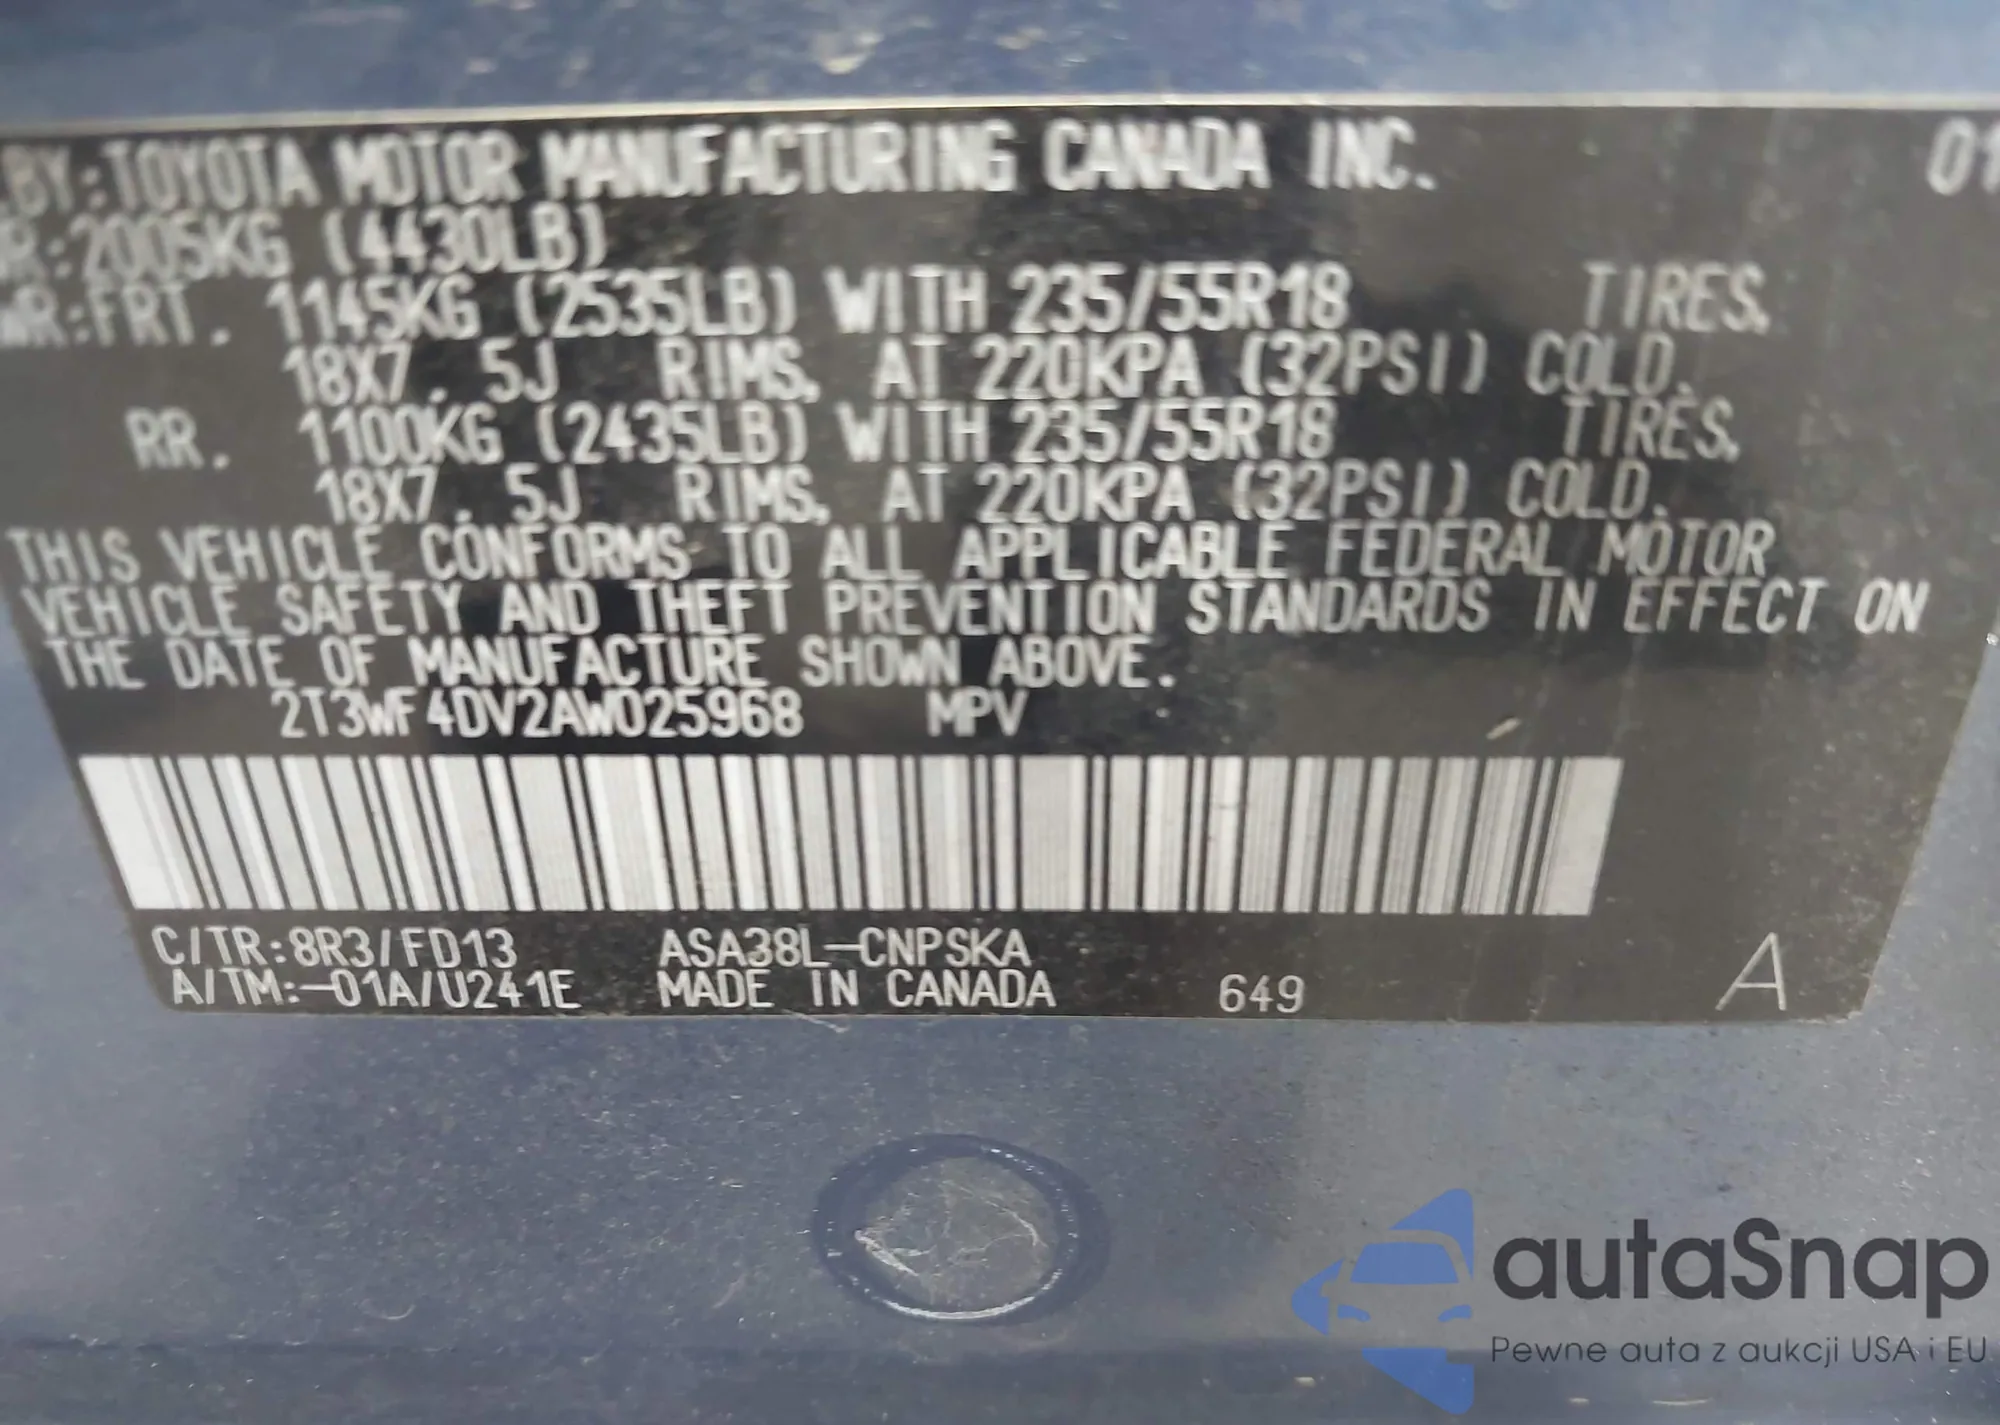 BY:TOYOTA MOTOR MANUFACTURING CANADA INC. 01
R:2005KG (4430LB)
WR:FRT. 1145KG (2535LB) WITH 235/55R18 TIRES,
18X7.5J RIMS, AT 220KPA (32PSI) COLD.
RR. 1100KG (2435LB) WITH 235/55R18 TIRES,
18X7.5J RIMS, AT 220KPA (32PSI) COLD.
THIS VEHICLE CONFORMS TO ALL APPLICABLE FEDERAL MOTOR
VEHICLE SAFETY AND THEFT PREVENTION STANDARDS IN EFFECT ON
THE DATE OF MANUFACTURE SHOWN ABOVE.
2T3WF4DV2AW025968 MPV
C/TR:8R3/FD13 ASA38L-CNPSKA
A/TM:-01A/U241E MADE IN CANADA 649 A
autaSnap
Pewne auta z aukcji USA i EU